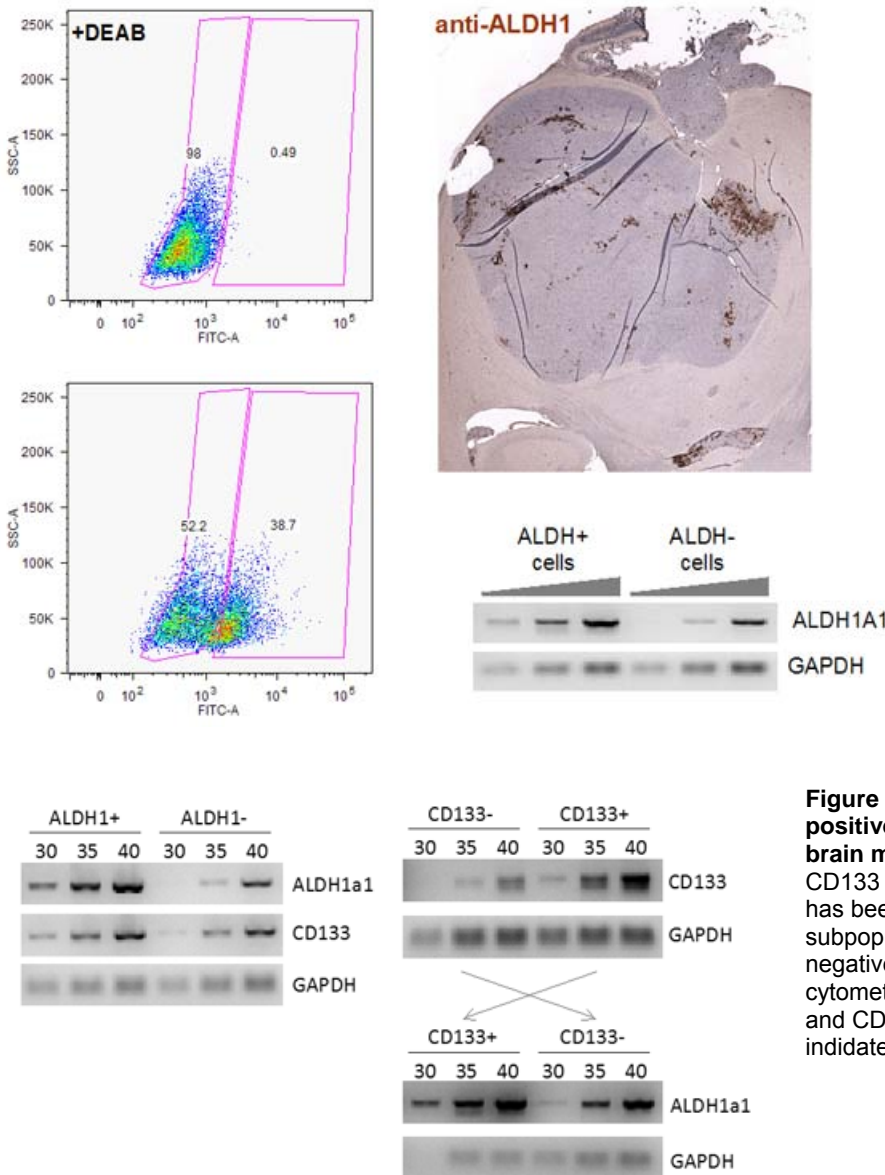 +DEAB
250K
200K
150K
100K
50K
0
SSC-A
98
0.49
0 10² 10³ 10⁴ 10⁵
FITC-A
250K
200K
150K
100K
50K
0
SSC-A
52.2
38.7
0 10² 10³ 10⁴ 10⁵
FITC-A
anti-ALDH1
ALDH+ ALDH-
cells cells
ALDH1A1
GAPDH
ALDH1+ ALDH1-
30 35 40 30 35 40
ALDH1a1
CD133
GAPDH
CD133- CD133+
30 35 40 30 35 40
CD133
GAPDH
CD133+ CD133-
30 35 40 30 35 40
ALDH1a1
GAPDH
Figure
positive
brain m
CD133
has bee
subpop
negative
cytomet
and CD
indidate